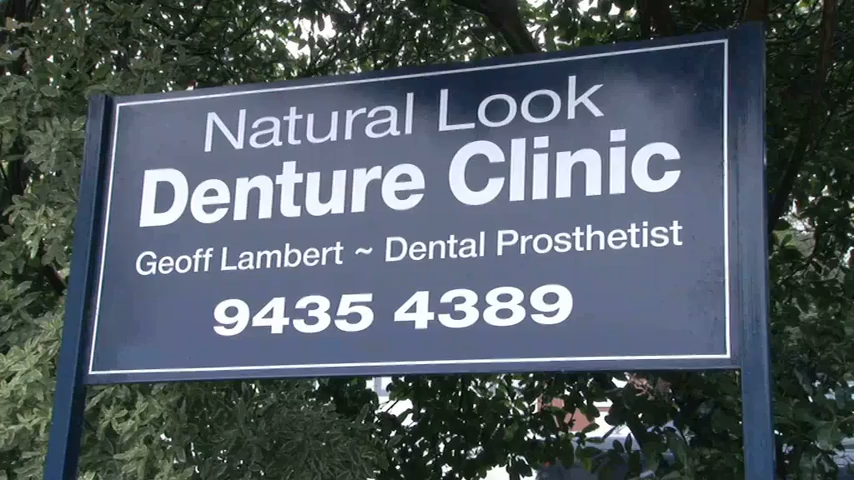 Natural Look
Denture Clinic
Geoff Lambert ~ Dental Prosthetist
9435 4389